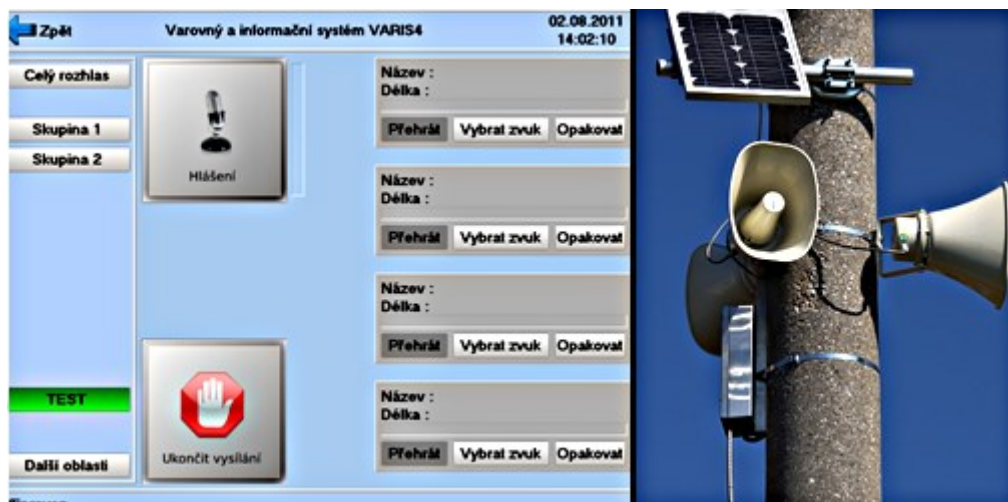 Zpět
Varovný a informační systém VARIS4
02.08.2011
14:02:10
Celý rozhlas
Skupina 1
Skupina 2
TEST
Další oblasti
Hlášení
Ukončit vysílání
Název :
Délka :
Přehrát Vybrat zvuk Opakovat
Název :
Délka :
Přehrát Vybrat zvuk Opakovat
Název :
Délka :
Přehrát Vybrat zvuk Opakovat
Název :
Délka :
Přehrát Vybrat zvuk Opakovat